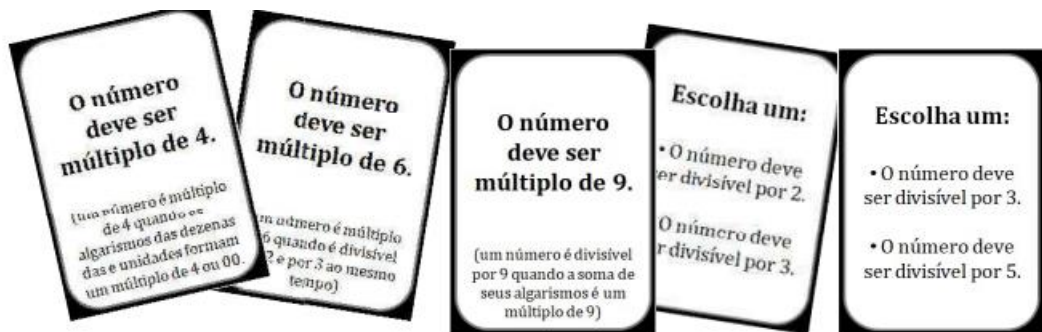 O número
deve ser
múltiplo de 4.
(um número é múltiplo
de 4 quando os
algarismos das dezenas
das e unidades formam
um múltiplo de 4 ou 00.
O número
deve ser
múltiplo de 6.
m número é múltiplo
6 quando é divisível
2 e por 3 ao mesmo
tempo)
O número
deve ser
múltiplo de 9.
(um número é divisível
por 9 quando a soma de
seus algarismos é um
múltiplo de 9)
Escolha um:
• O número deve
er divisível por 2.
O número deve
r divisível por 3.
Escolha um:
• O número deve
ser divisível por 3.
• O número deve
ser divisível por 5.